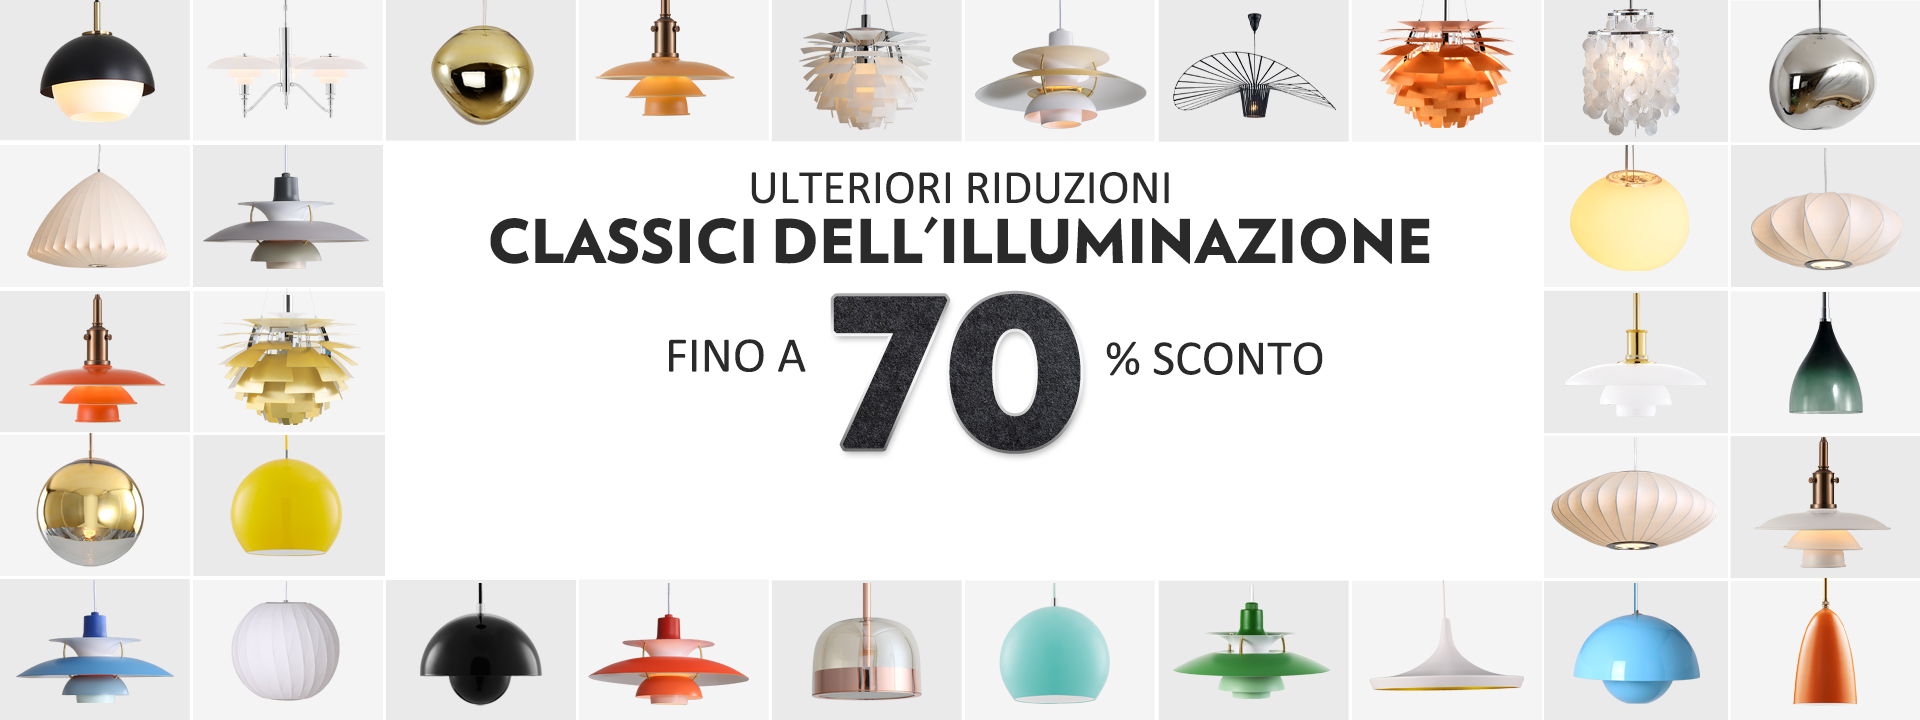 ULTERIORI RIDUZIONI
CLASSICI DELL'ILLUMINAZIONE
FINO A 70 % SCONTO